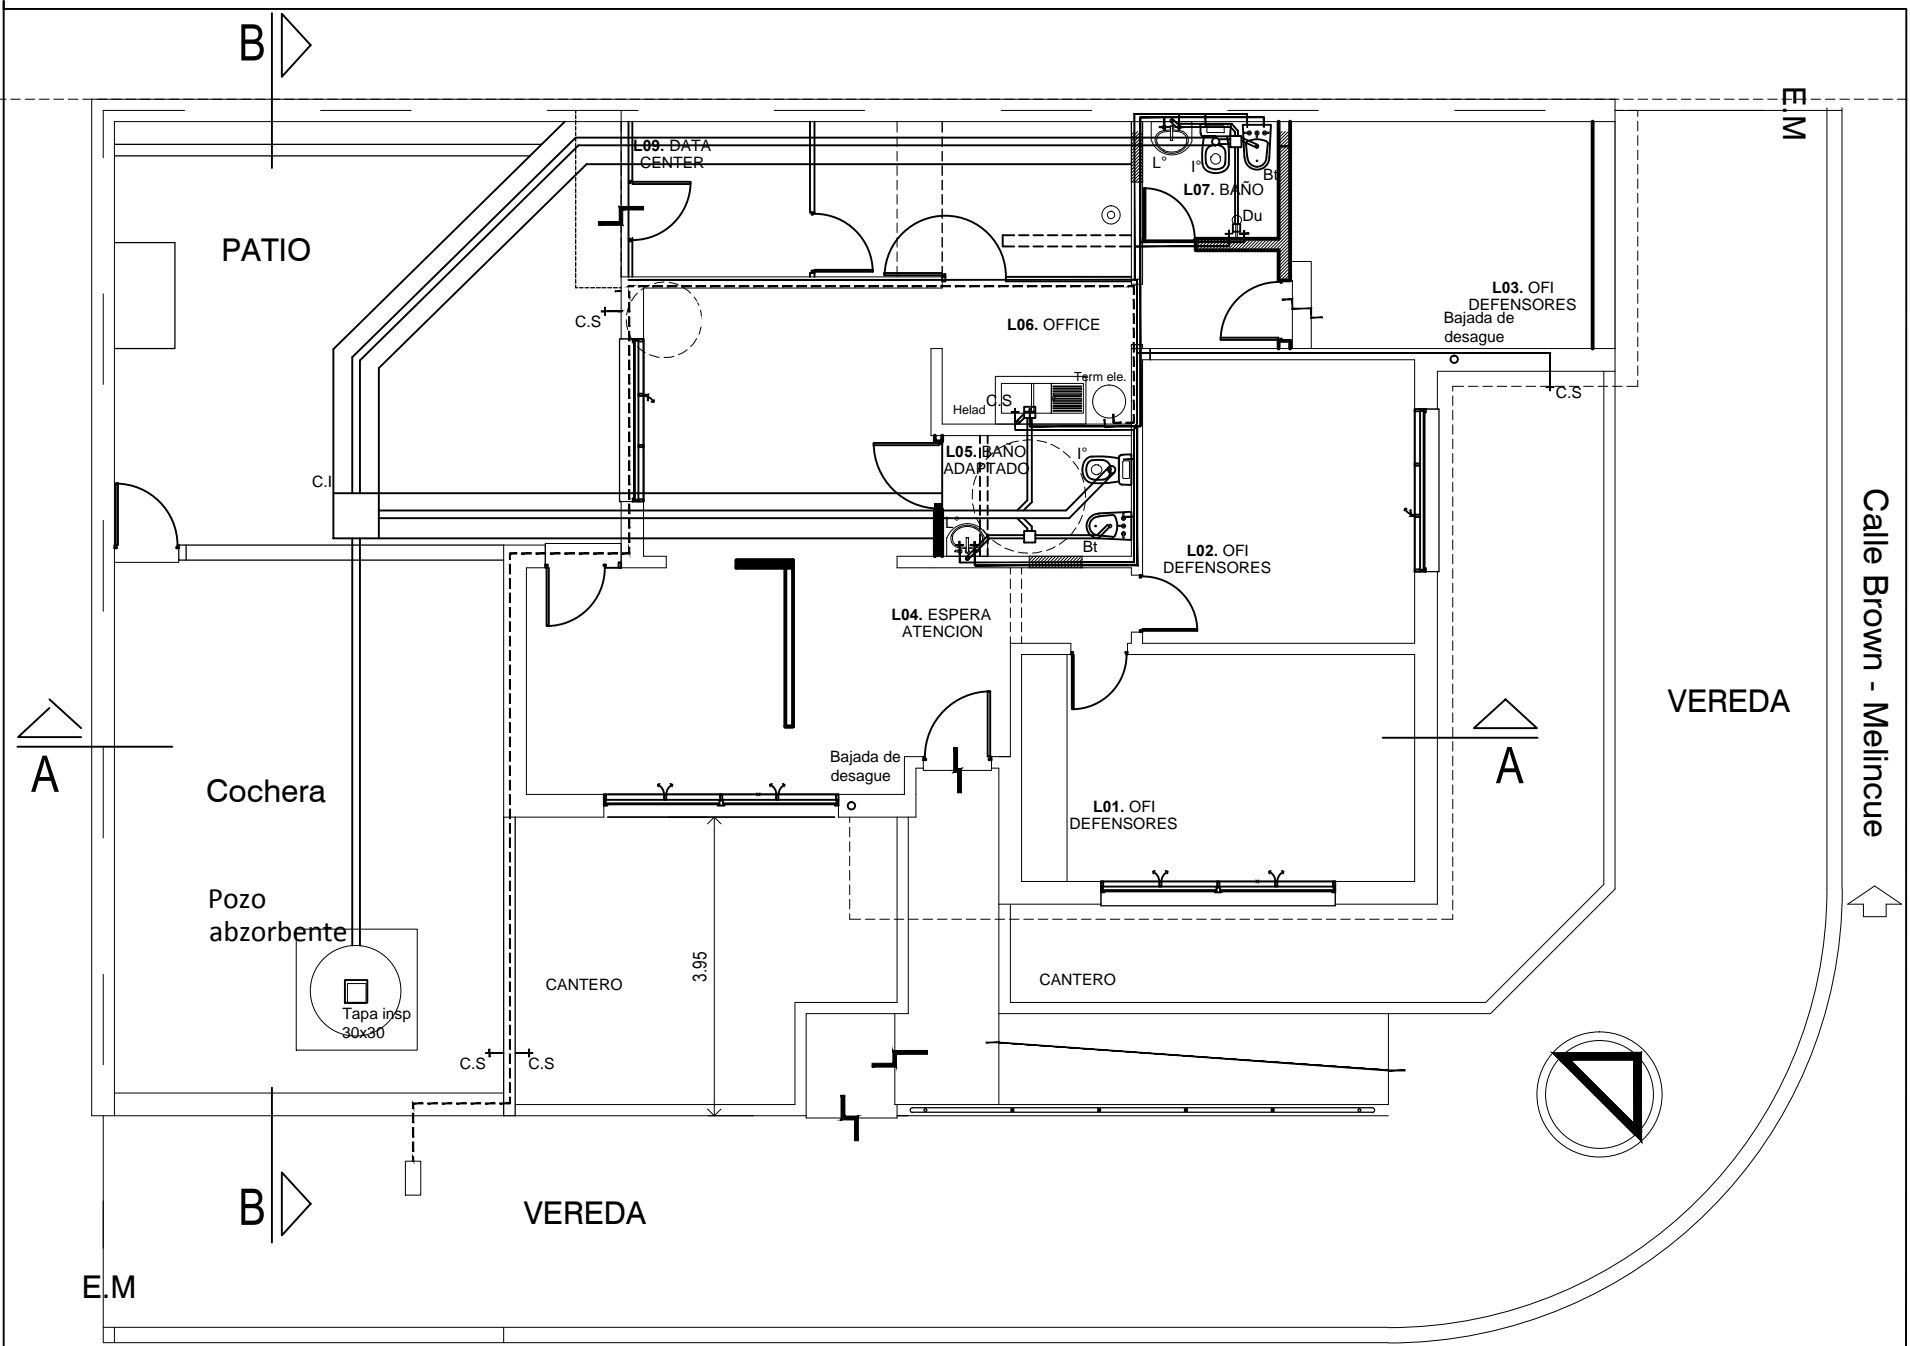 B
E.M
L09. DATA
CENTER
L°
I°
Bt
L07. BAÑO
Du
PATIO
L03. OFI
DEFENSORES
C.S
L06. OFFICE
Bajada de
desague
Term ele.
Helad
C.S
C.S
L05. BAÑO
ADAPTADO
I°
C.I
L°
Bt
L02. OFI
DEFENSORES
Calle Brown - Melincue
L04. ESPERA
ATENCION
VEREDA
A
A
Bajada de
desague
Cochera
L01. OFI
DEFENSORES
Pozo
abzorbente
3.95
CANTERO
CANTERO
Tapa insp
30x30
C.S
C.S
B
VEREDA
E.M